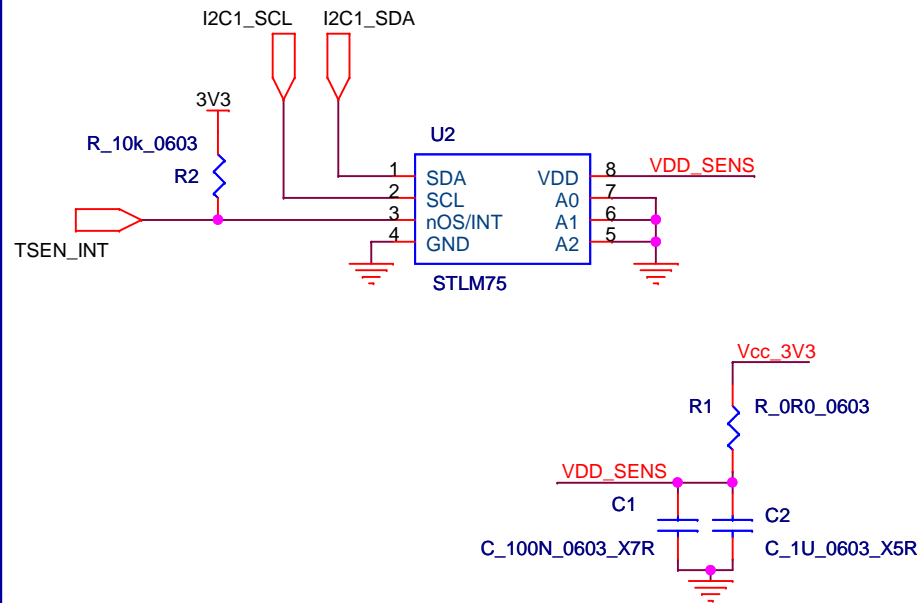 I2C1_SCL I2C1_SDA
3V3
R_10k_0603
R2
TSEN_INT
U2
1 SDA VDD 8 VDD_SENS
2 SCL A0 7
3 nOS/INT A1 6
4 GND A2 5
STLM75
Vcc_3V3
R1 R_0R0_0603
VDD_SENS
C1
C_100N_0603_X7R
C2
C_1U_0603_X5R